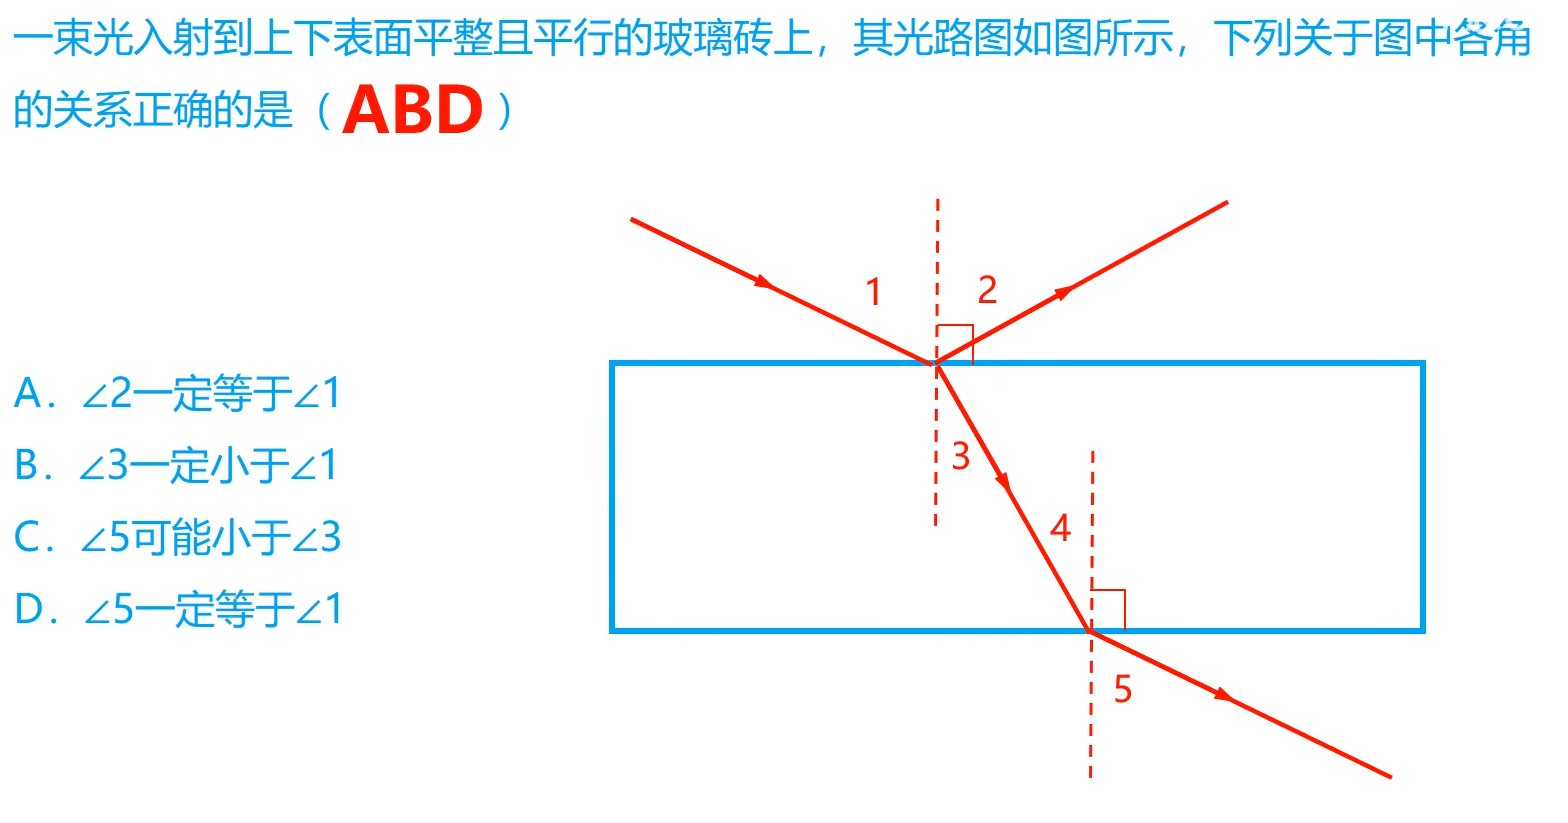 一束光入射到上下表面平整且平行的玻璃砖上，其光路图如图所示，下列关于图中各角
的关系正确的是（ABD）
1
2
A．∠2一定等于∠1
3
B．∠3一定小于∠1
4
C．∠5可能小于∠3
D．∠5一定等于∠1
5